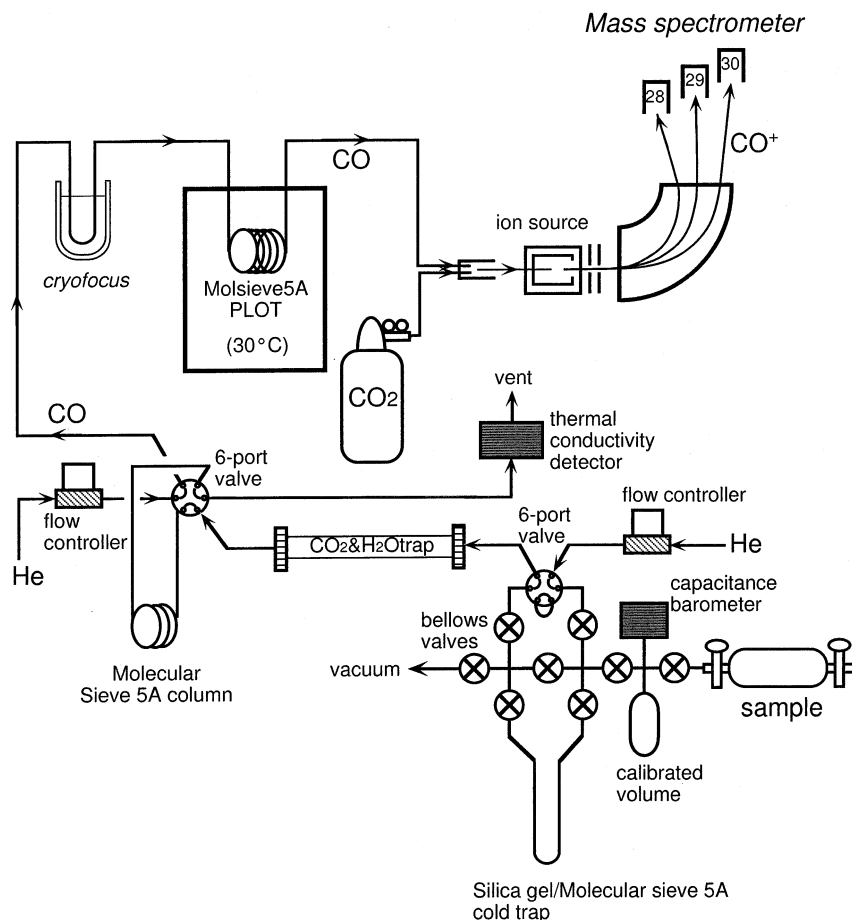 Mass spectrometer
28
29
30
CO+
CO
ion source
cryofocus
Molsieve5A
PLOT
(30°C)
CO2
CO
vent
thermal
conductivity
detector
6-port
valve
flow
controller
He
CO2&H2Otrap
6-port
valve
flow controller
He
capacitance
barometer
bellows
valves
vacuum
Molecular
Sieve 5A column
sample
calibrated
volume
Silica gel/Molecular sieve 5A
cold trap